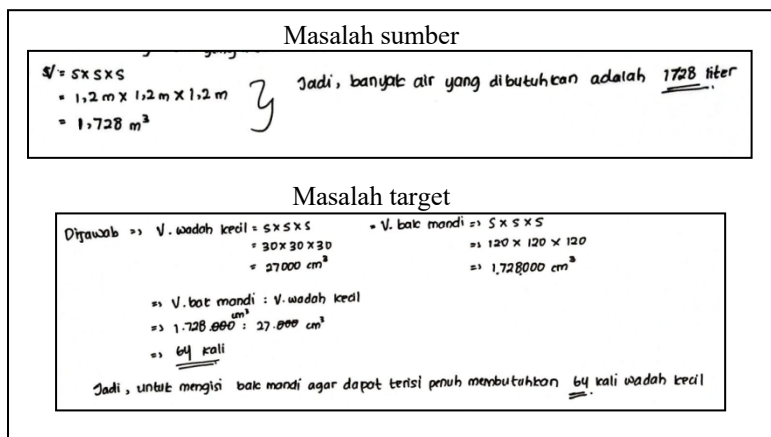 Masalah sumber
V = s x s x s
= 1,2 m x 1,2 m x 1,2 m
= 1,728 m³
Jadi, banyak air yang dibutuhkan adalah 1728 liter
Masalah target
Dijawab => V. wadah kecil = s x s x s
= 30 x 30 x 30
= 27000 cm³
• V. bak mandi => s x s x s
=> 120 x 120 x 120
=> 1.728.000 cm³
=> V. bak mandi : V. wadah kecil
=> 1.728.000 cm³ : 27.000 cm³
=> 64 kali
Jadi, untuk mengisi bak mandi agar dapat terisi penuh membutuhkan 64 kali wadah kecil